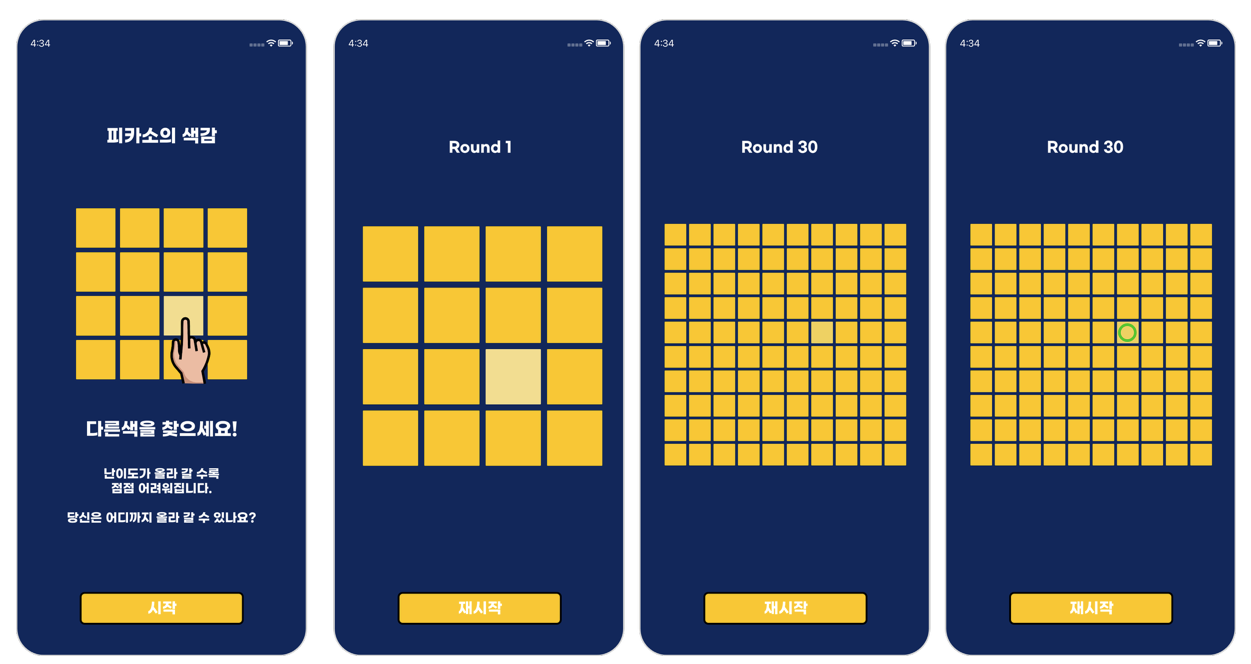 4:34
피카소의 색감
다른색을 찾으세요!
난이도가 올라 갈 수록
점점 어려워집니다.
당신은 어디까지 올라 갈 수 있나요?
시작
4:34
Round 1
재시작
4:34
Round 30
재시작
4:34
Round 30
재시작